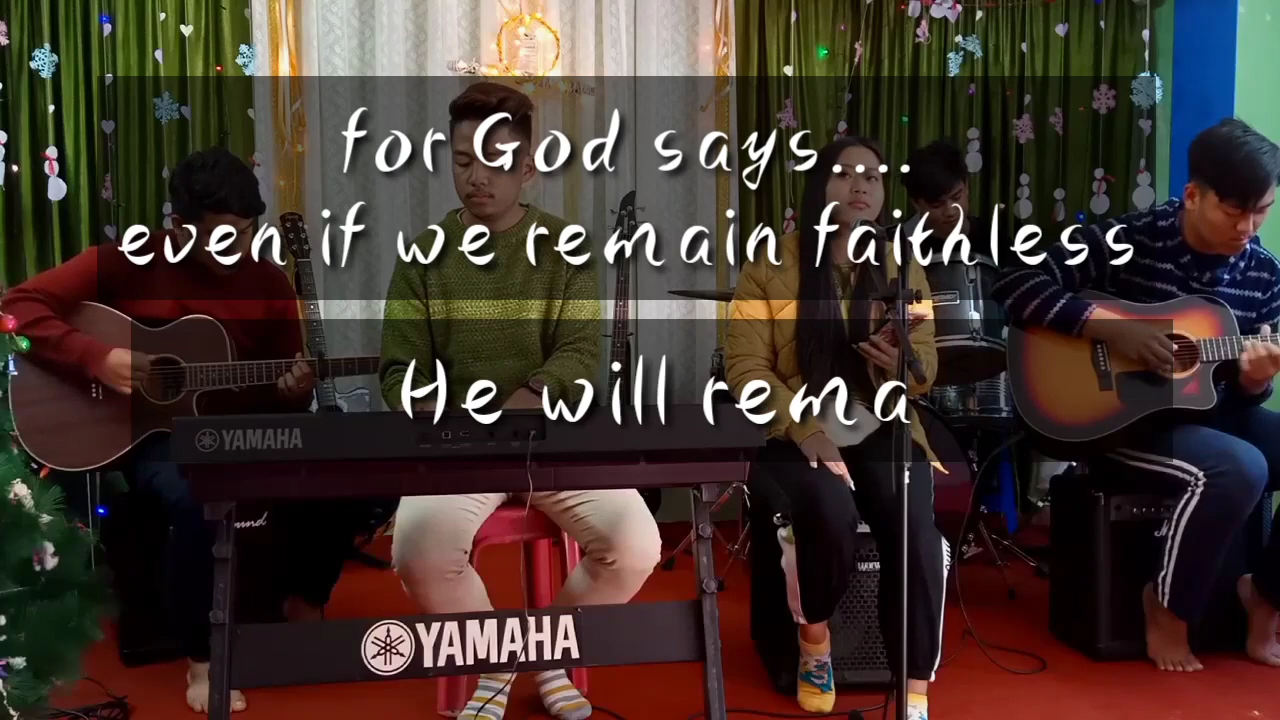 for God says....
even if we remain faithless
He will rema
YAMAHA
YAMAHA